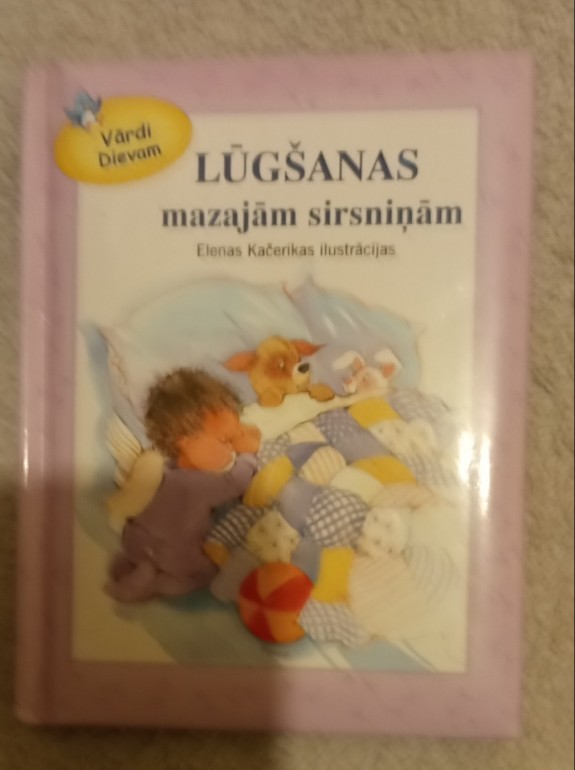 Vārdi
Dievam
LŪGŠANAS
mazajām sirsniņām
Elenas Kačerikas ilustrācijas